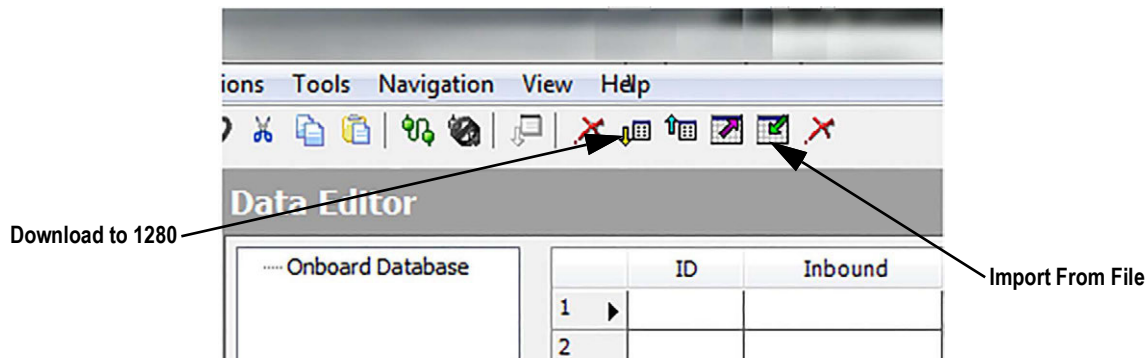 ions Tools Navigation View Help
Data Editor
Download to 1280
Onboard Database
ID Inbound
Import From File
1
2